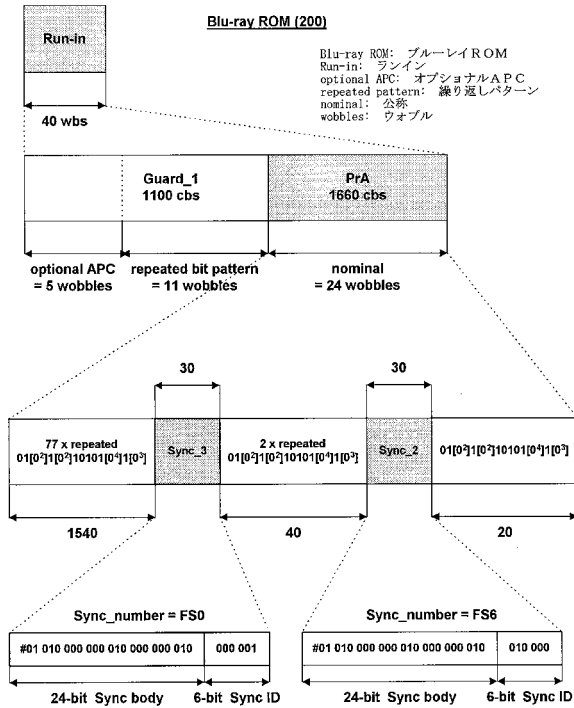 Blu-ray ROM (200)
Run-in
Blu-ray ROM: ブルーレイＲＯＭ
Run-in: ランイン
optional APC: オプショナルＡＰＣ
repeated pattern: 繰り返しパターン
nominal: 公称
wobbles: ウォブル
40 wbs
Guard_1
1100 cbs
PrA
1660 cbs
optional APC
= 5 wobbles
repeated bit pattern
= 11 wobbles
nominal
= 24 wobbles
30
30
77 x repeated
01[0²]1[0²]10101[0⁴]1[0³]
Sync_3
2 x repeated
01[0²]1[0²]10101[0⁴]1[0³]
Sync_2
01[0²]1[0²]10101[0⁴]1[0³]
1540
40
20
Sync_number = FS0
Sync_number = FS6
#01 010 000 000 010 000 000 010
000 001
#01 010 000 000 010 000 000 010
010 000
24-bit Sync body
6-bit Sync ID
24-bit Sync body
6-bit Sync ID